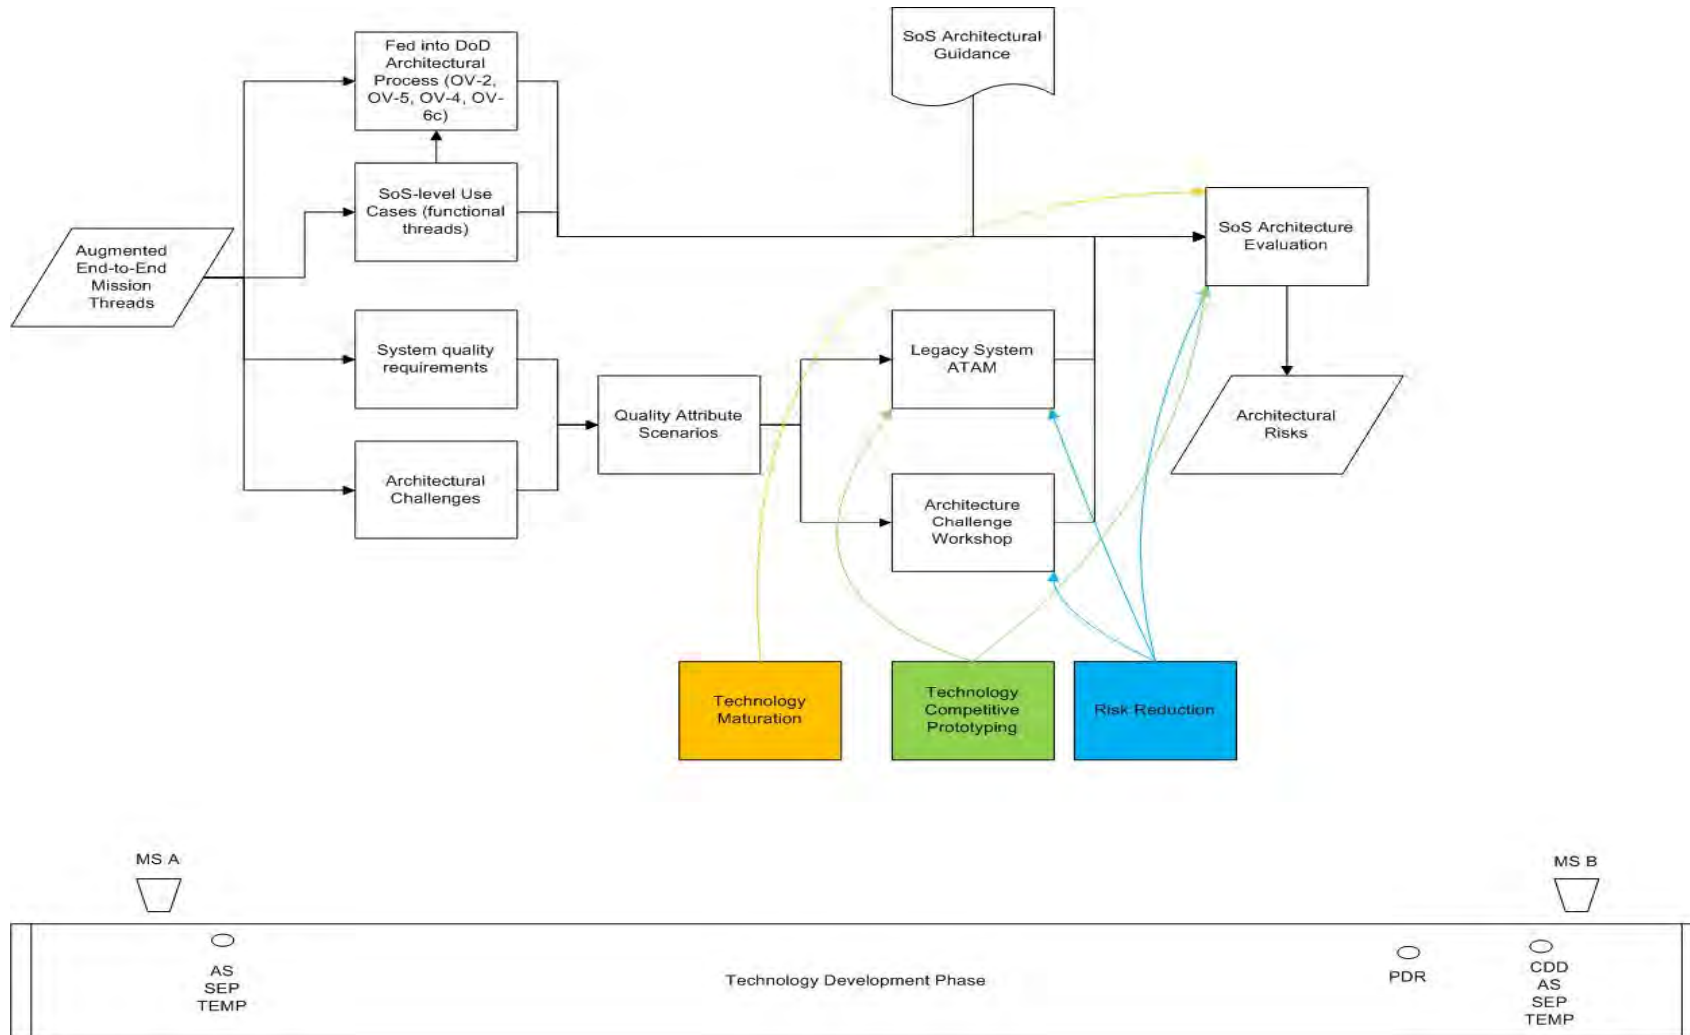 Fed into DoD
Architectural
Process (OV-2,
OV-5, OV-4, OV-
6c)
SoS Architectural
Guidance
SoS-level Use
Cases (functional
threads)
SoS Architecture
Evaluation
Augmented
End-to-End
Mission
Threads
System quality
requirements
Legacy System
ATAM
Quality Attribute
Scenarios
Architectural
Risks
Architectural
Challenges
Architecture
Challenge
Workshop
Technology
Maturation
Technology
Competitive
Prototyping
Risk Reduction
MS A
MS B
AS
SEP
TEMP
Technology Development Phase
PDR
CDD
AS
SEP
TEMP